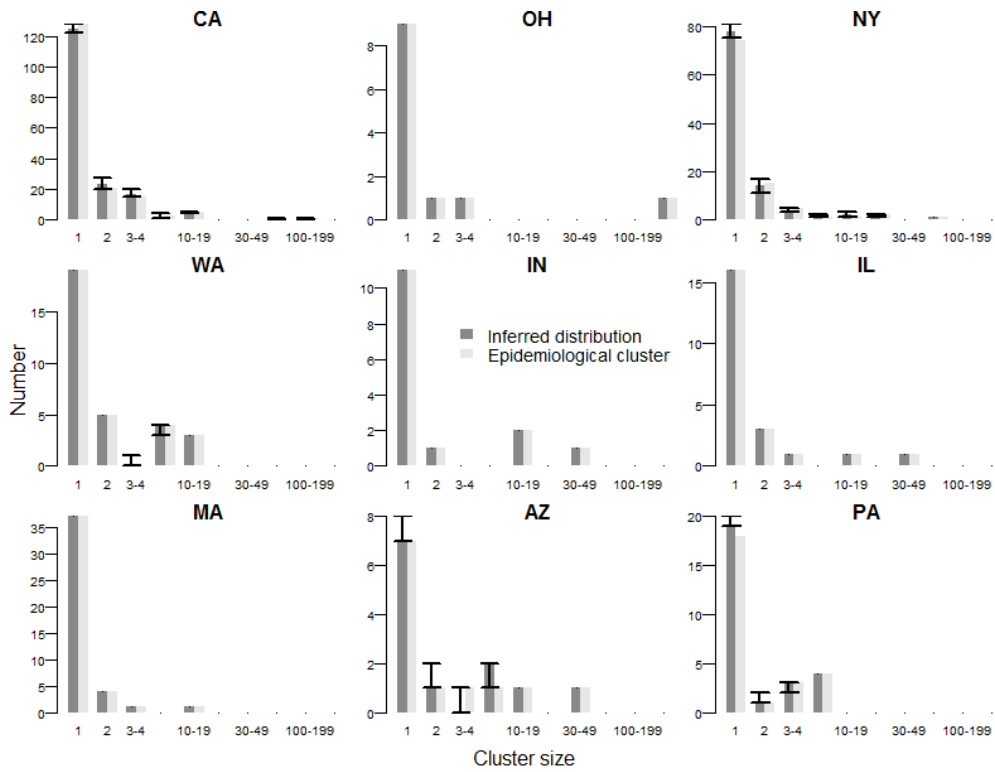 CA
OH
NY
120
100
80
60
40
20
0
8
6
4
2
0
80
60
40
20
0
1 2 3-4 10-19 30-49 100-199
1 2 3-4 10-19 30-49 100-199
1 2 3-4 10-19 30-49 100-199
WA
IN
IL
Number
15
10
5
0
10
8
6
4
2
0
Inferred distribution
Epidemiological cluster
15
10
5
0
1 2 3-4 10-19 30-49 100-199
1 2 3-4 10-19 30-49 100-199
1 2 3-4 10-19 30-49 100-199
MA
AZ
PA
35
30
25
20
15
10
5
0
8
6
4
2
0
20
15
10
5
0
1 2 3-4 10-19 30-49 100-199
1 2 3-4 10-19 30-49 100-199
1 2 3-4 10-19 30-49 100-199
Cluster size